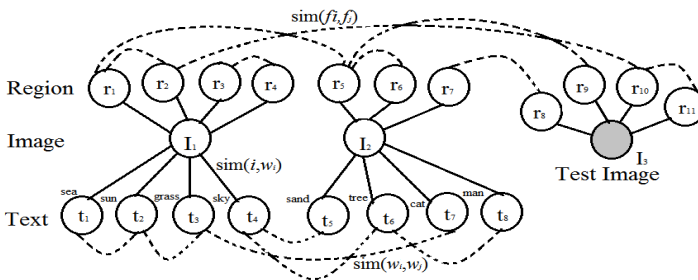 sim(fi,fj)
Region r1 r2 r3 r4 r5 r6 r7 r8 r9 r10 r11
Image I1 I2 I3
Test Image
sim(i,wi)
sea sun grass sky sand tree cat man
Text t1 t2 t3 t4 t5 t6 t7 t8
sim(wi,wj)